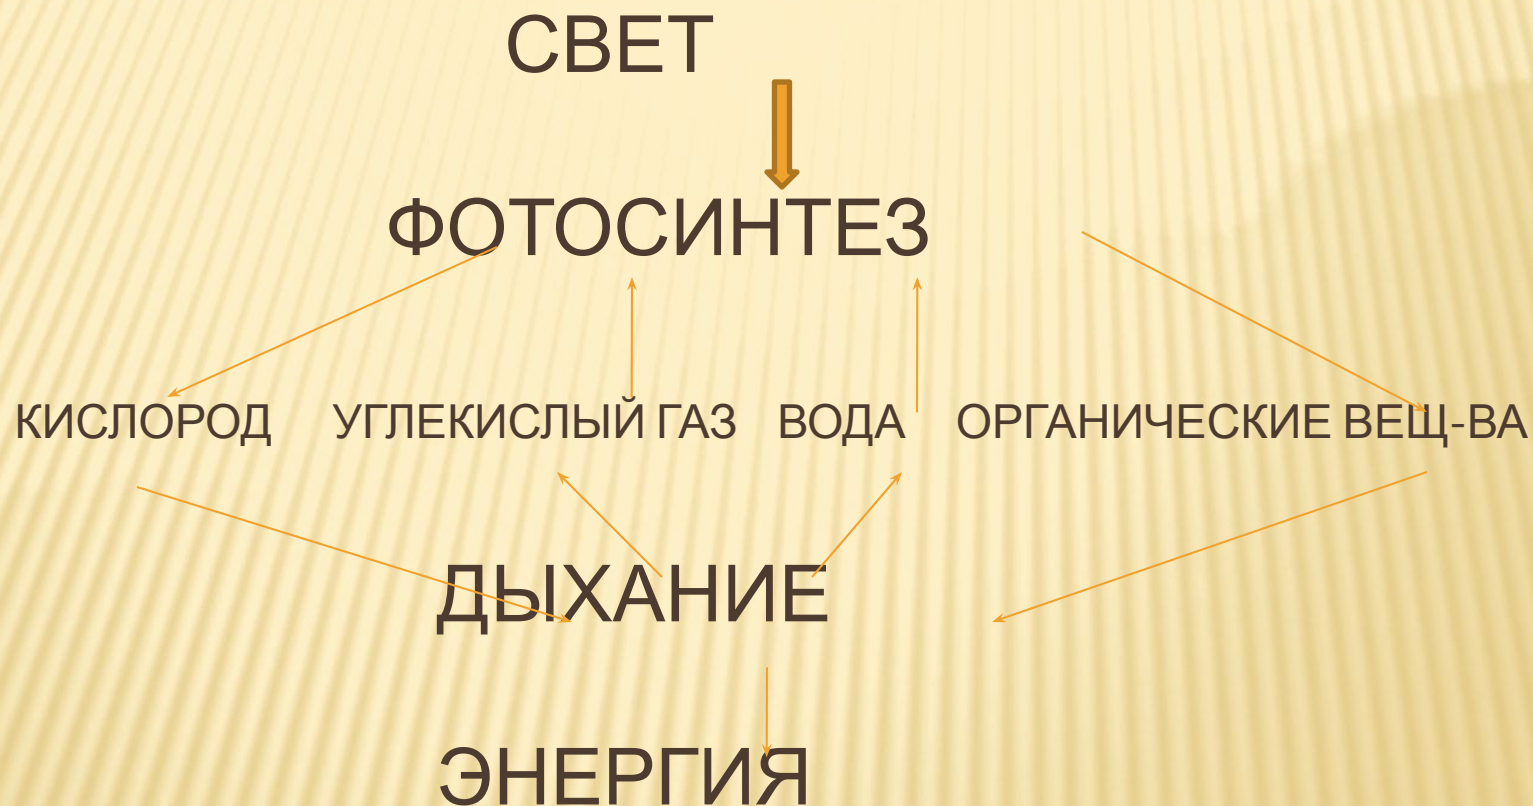 СВЕТ
ФОТОСИНТЕЗ
КИСЛОРОД УГЛЕКИСЛЫЙ ГАЗ ВОДА ОРГАНИЧЕСКИЕ ВЕЩ-ВА
ДЫХАНИЕ
ЭНЕРГИЯ